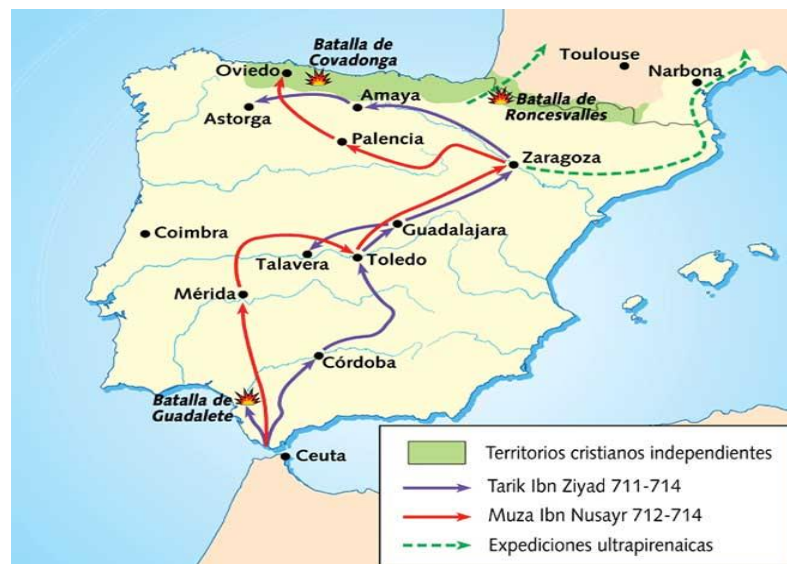 Batalla de
Covadonga
Toulouse
Oviedo
Narbona
Amaya
Batalla de
Roncesvalles
Astorga
Palencia
Zaragoza
Coimbra
Guadalajara
Talavera
Toledo
Mérida
Córdoba
Batalla de
Guadalete
Ceuta
Territorios cristianos independientes
Tarik Ibn Ziyad 711-714
Muza Ibn Nusayr 712-714
Expediciones ultrapirenaicas